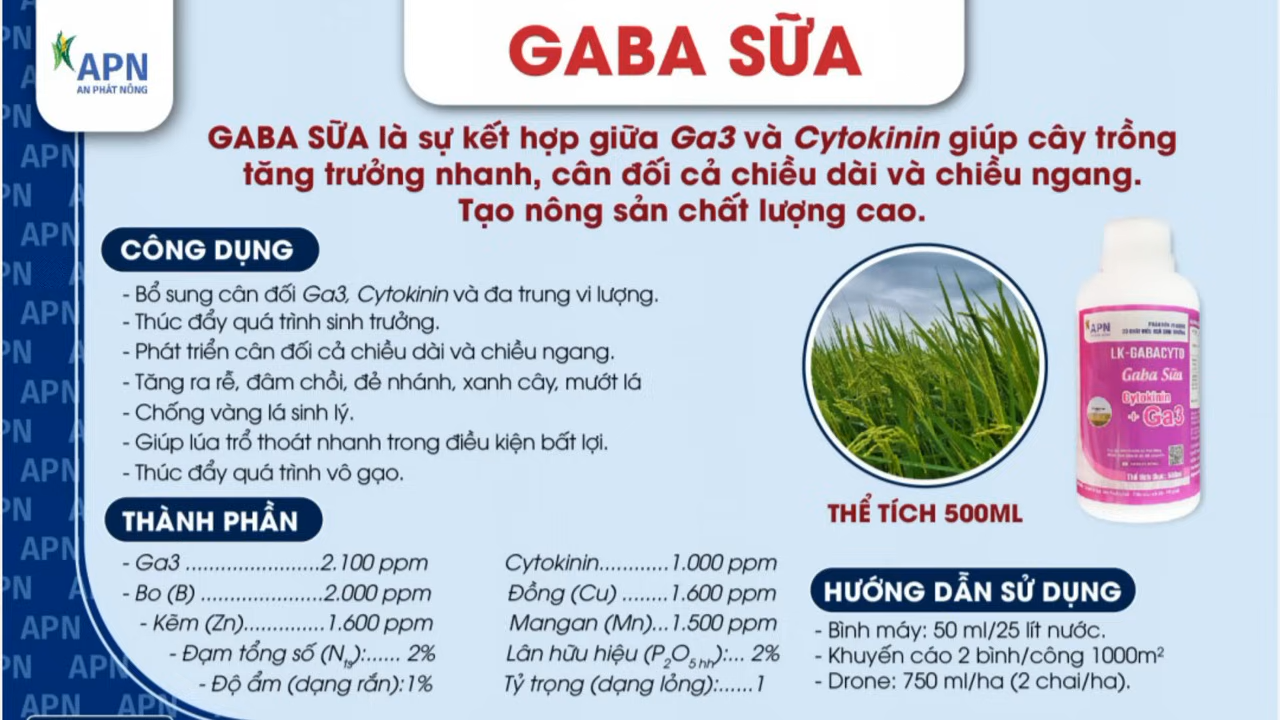 APN
AN PHÁT NÔNG
GABA SỮA
GABA SỮA là sự kết hợp giữa Ga3 và Cytokinin giúp cây trồng
tăng trưởng nhanh, cân đối cả chiều dài và chiều ngang.
Tạo nông sản chất lượng cao.
CÔNG DỤNG
- Bổ sung cân đối Ga3, Cytokinin và đa trung vi lượng.
- Thúc đẩy quá trình sinh trưởng.
- Phát triển cân đối cả chiều dài và chiều ngang.
- Tăng ra rễ, đâm chồi, đẻ nhánh, xanh cây, mướt lá
- Chống vàng lá sinh lý.
- Giúp lúa trổ thoát nhanh trong điều kiện bất lợi.
- Thúc đẩy quá trình vô gạo.
APN
LK-GABACYTO
Gaba Sữa
Cytokinin
+ Ga3
THỂ TÍCH 500ML
THÀNH PHẦN
- Ga3 .......................2.100 ppm
- Bo (B) .....................2.000 ppm
- Kẽm (Zn)..............1.600 ppm
- Đạm tổng số (Nts):...... 2%
- Độ ẩm (dạng rắn):1%
Cytokinin............1.000 ppm
Đồng (Cu) ........1.600 ppm
Mangan (Mn)...1.500 ppm
Lân hữu hiệu (P2O5 hh):... 2%
Tỷ trọng (dạng lỏng):......1
HƯỚNG DẪN SỬ DỤNG
- Bình máy: 50 ml/25 lít nước.
- Khuyến cáo 2 bình/công 1000m²
- Drone: 750 ml/ha (2 chai/ha).